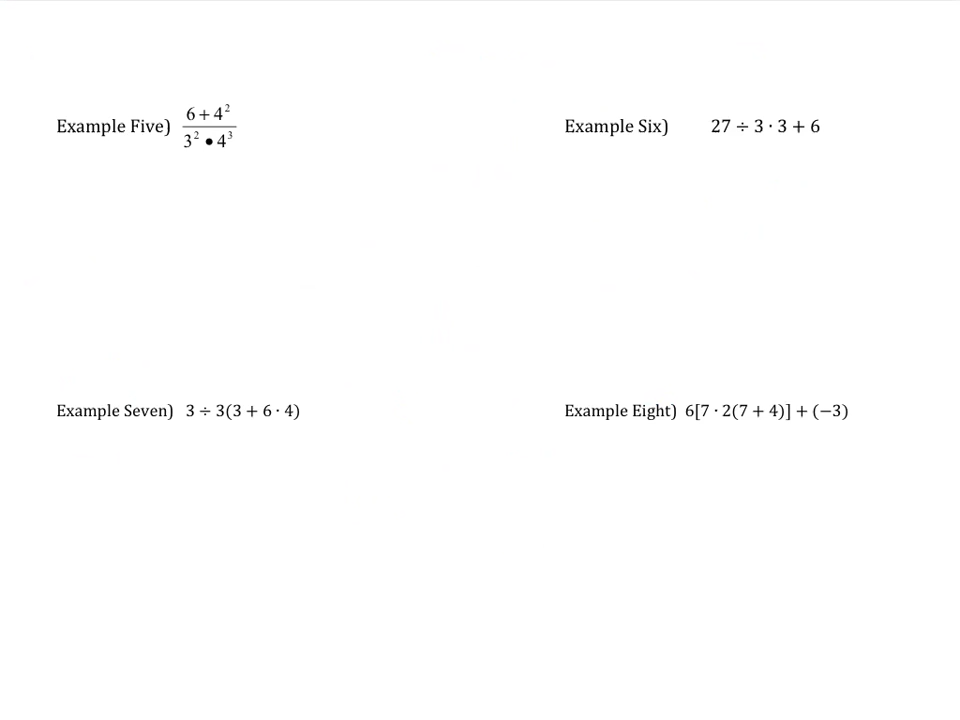 Example Five) 6 + 4² / 3² • 4³
Example Six) 27 ÷ 3 · 3 + 6
Example Seven) 3 ÷ 3(3 + 6 · 4)
Example Eight) 6[7 · 2(7 + 4)] + (−3)